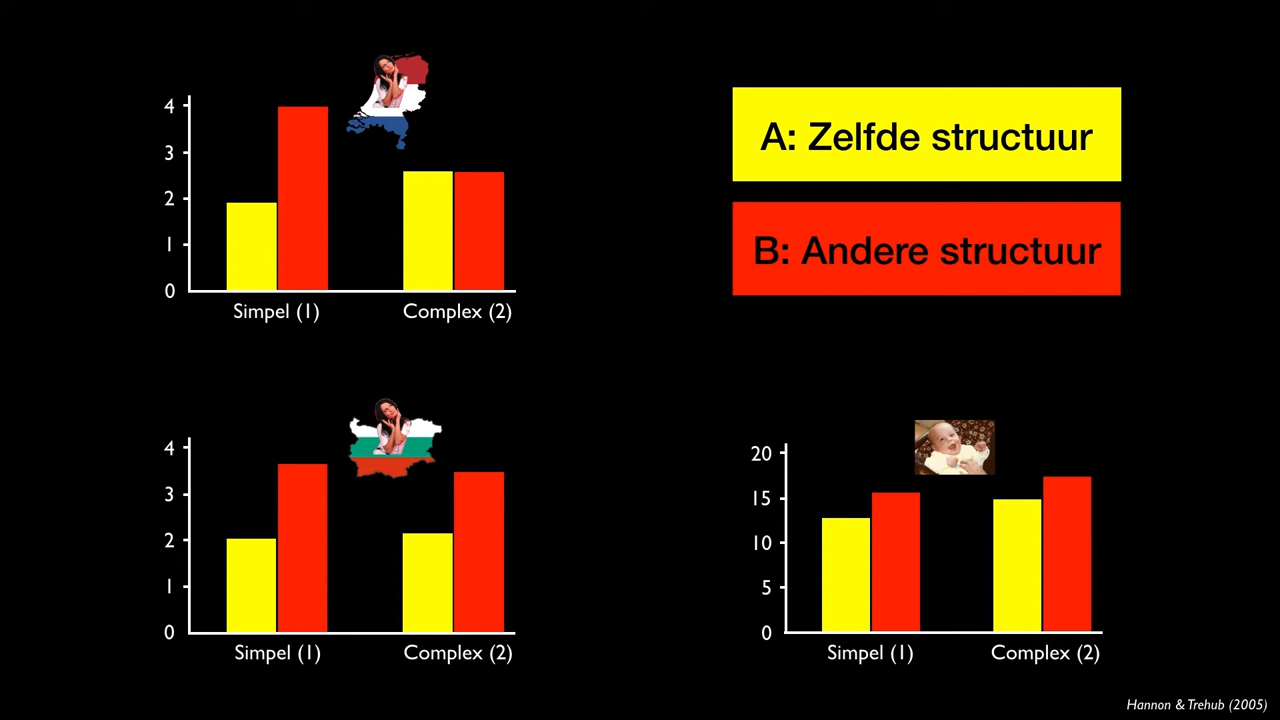 4
3
2
1
0
Simpel (1)
Complex (2)
A: Zelfde structuur
B: Andere structuur
4
3
2
1
0
Simpel (1)
Complex (2)
20
15
10
5
0
Simpel (1)
Complex (2)
Hannon & Trehub (2005)